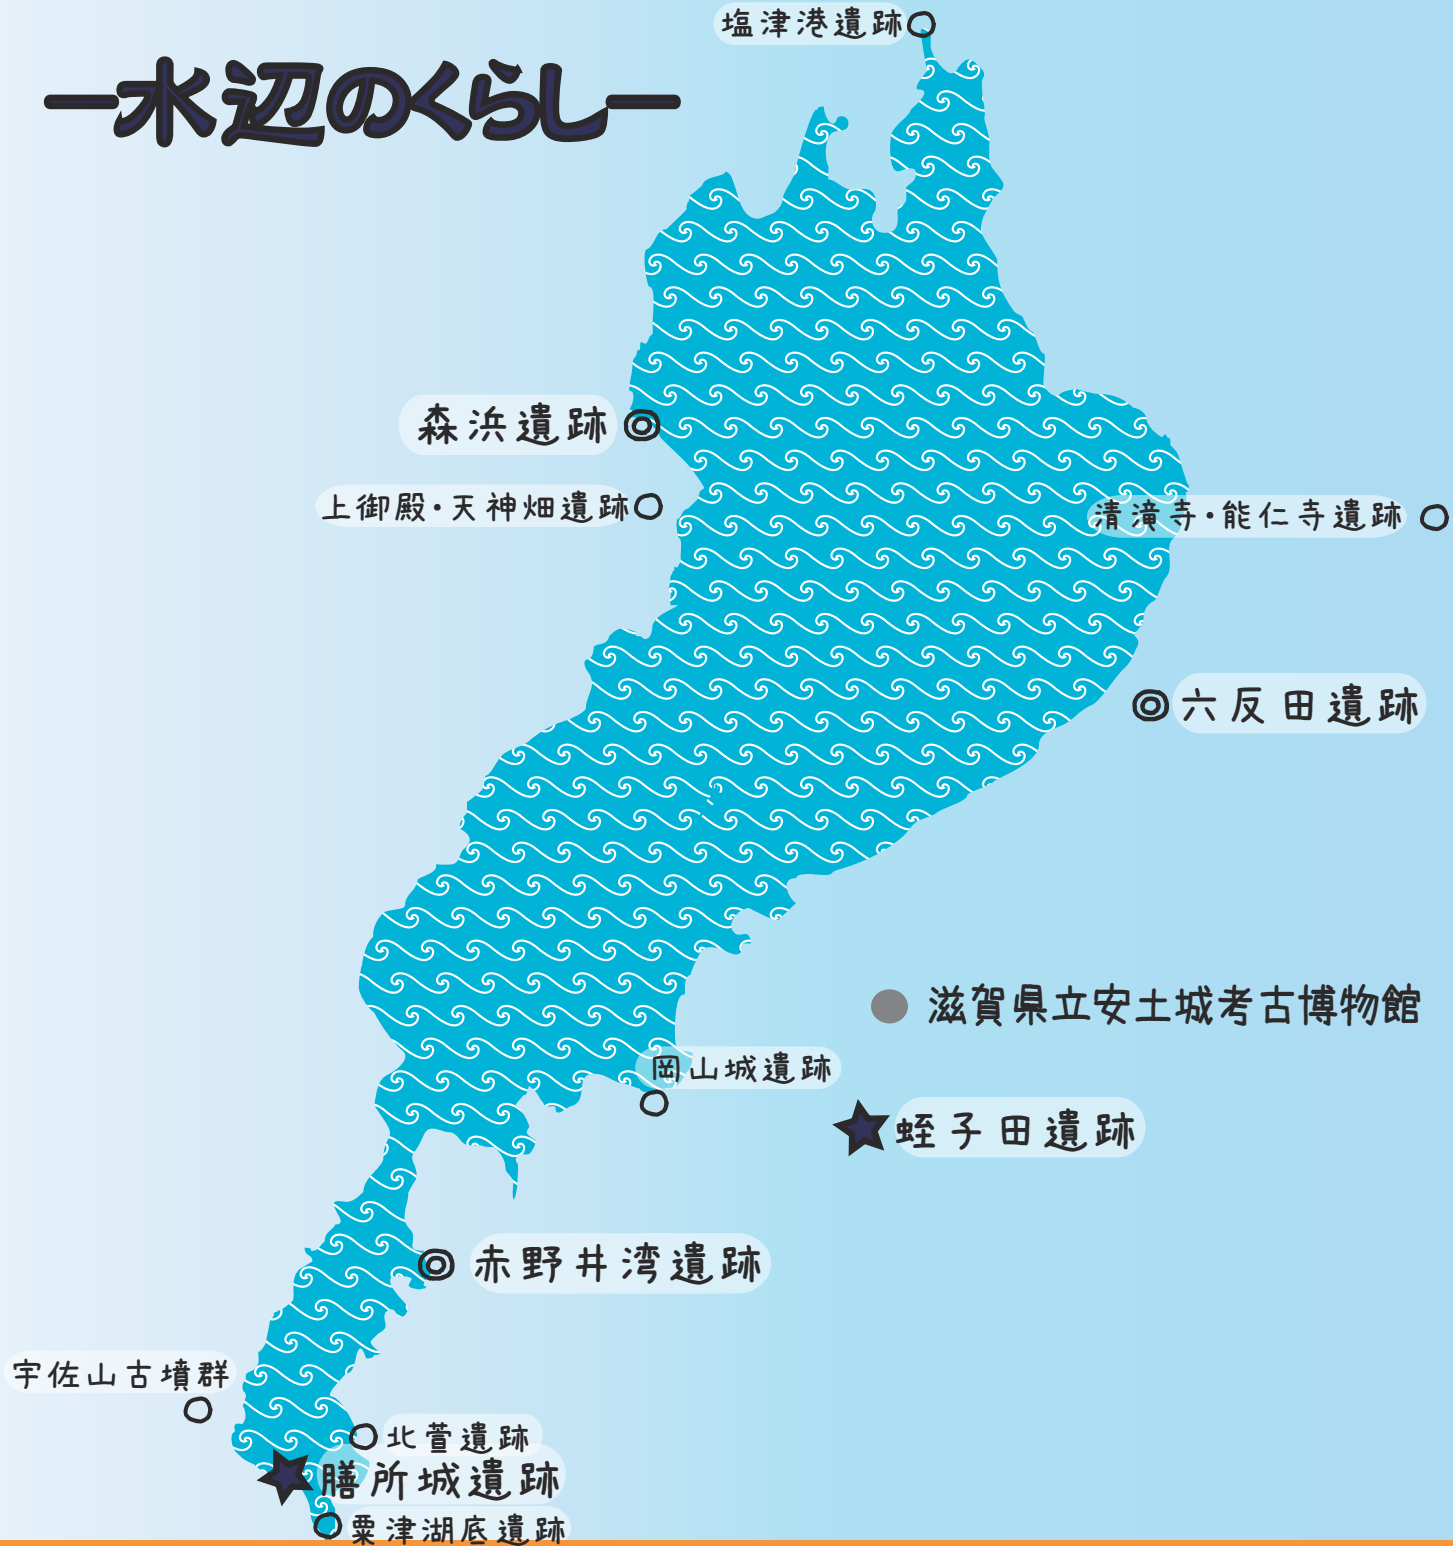 塩津港遺跡
―水辺のくらし―
森浜遺跡
上御殿・天神畑遺跡
清滝寺・能仁寺遺跡
六反田遺跡
滋賀県立安土城考古博物館
岡山城遺跡
蛭子田遺跡
赤野井湾遺跡
宇佐山古墳群
北萱遺跡
膳所城遺跡
粟津湖底遺跡